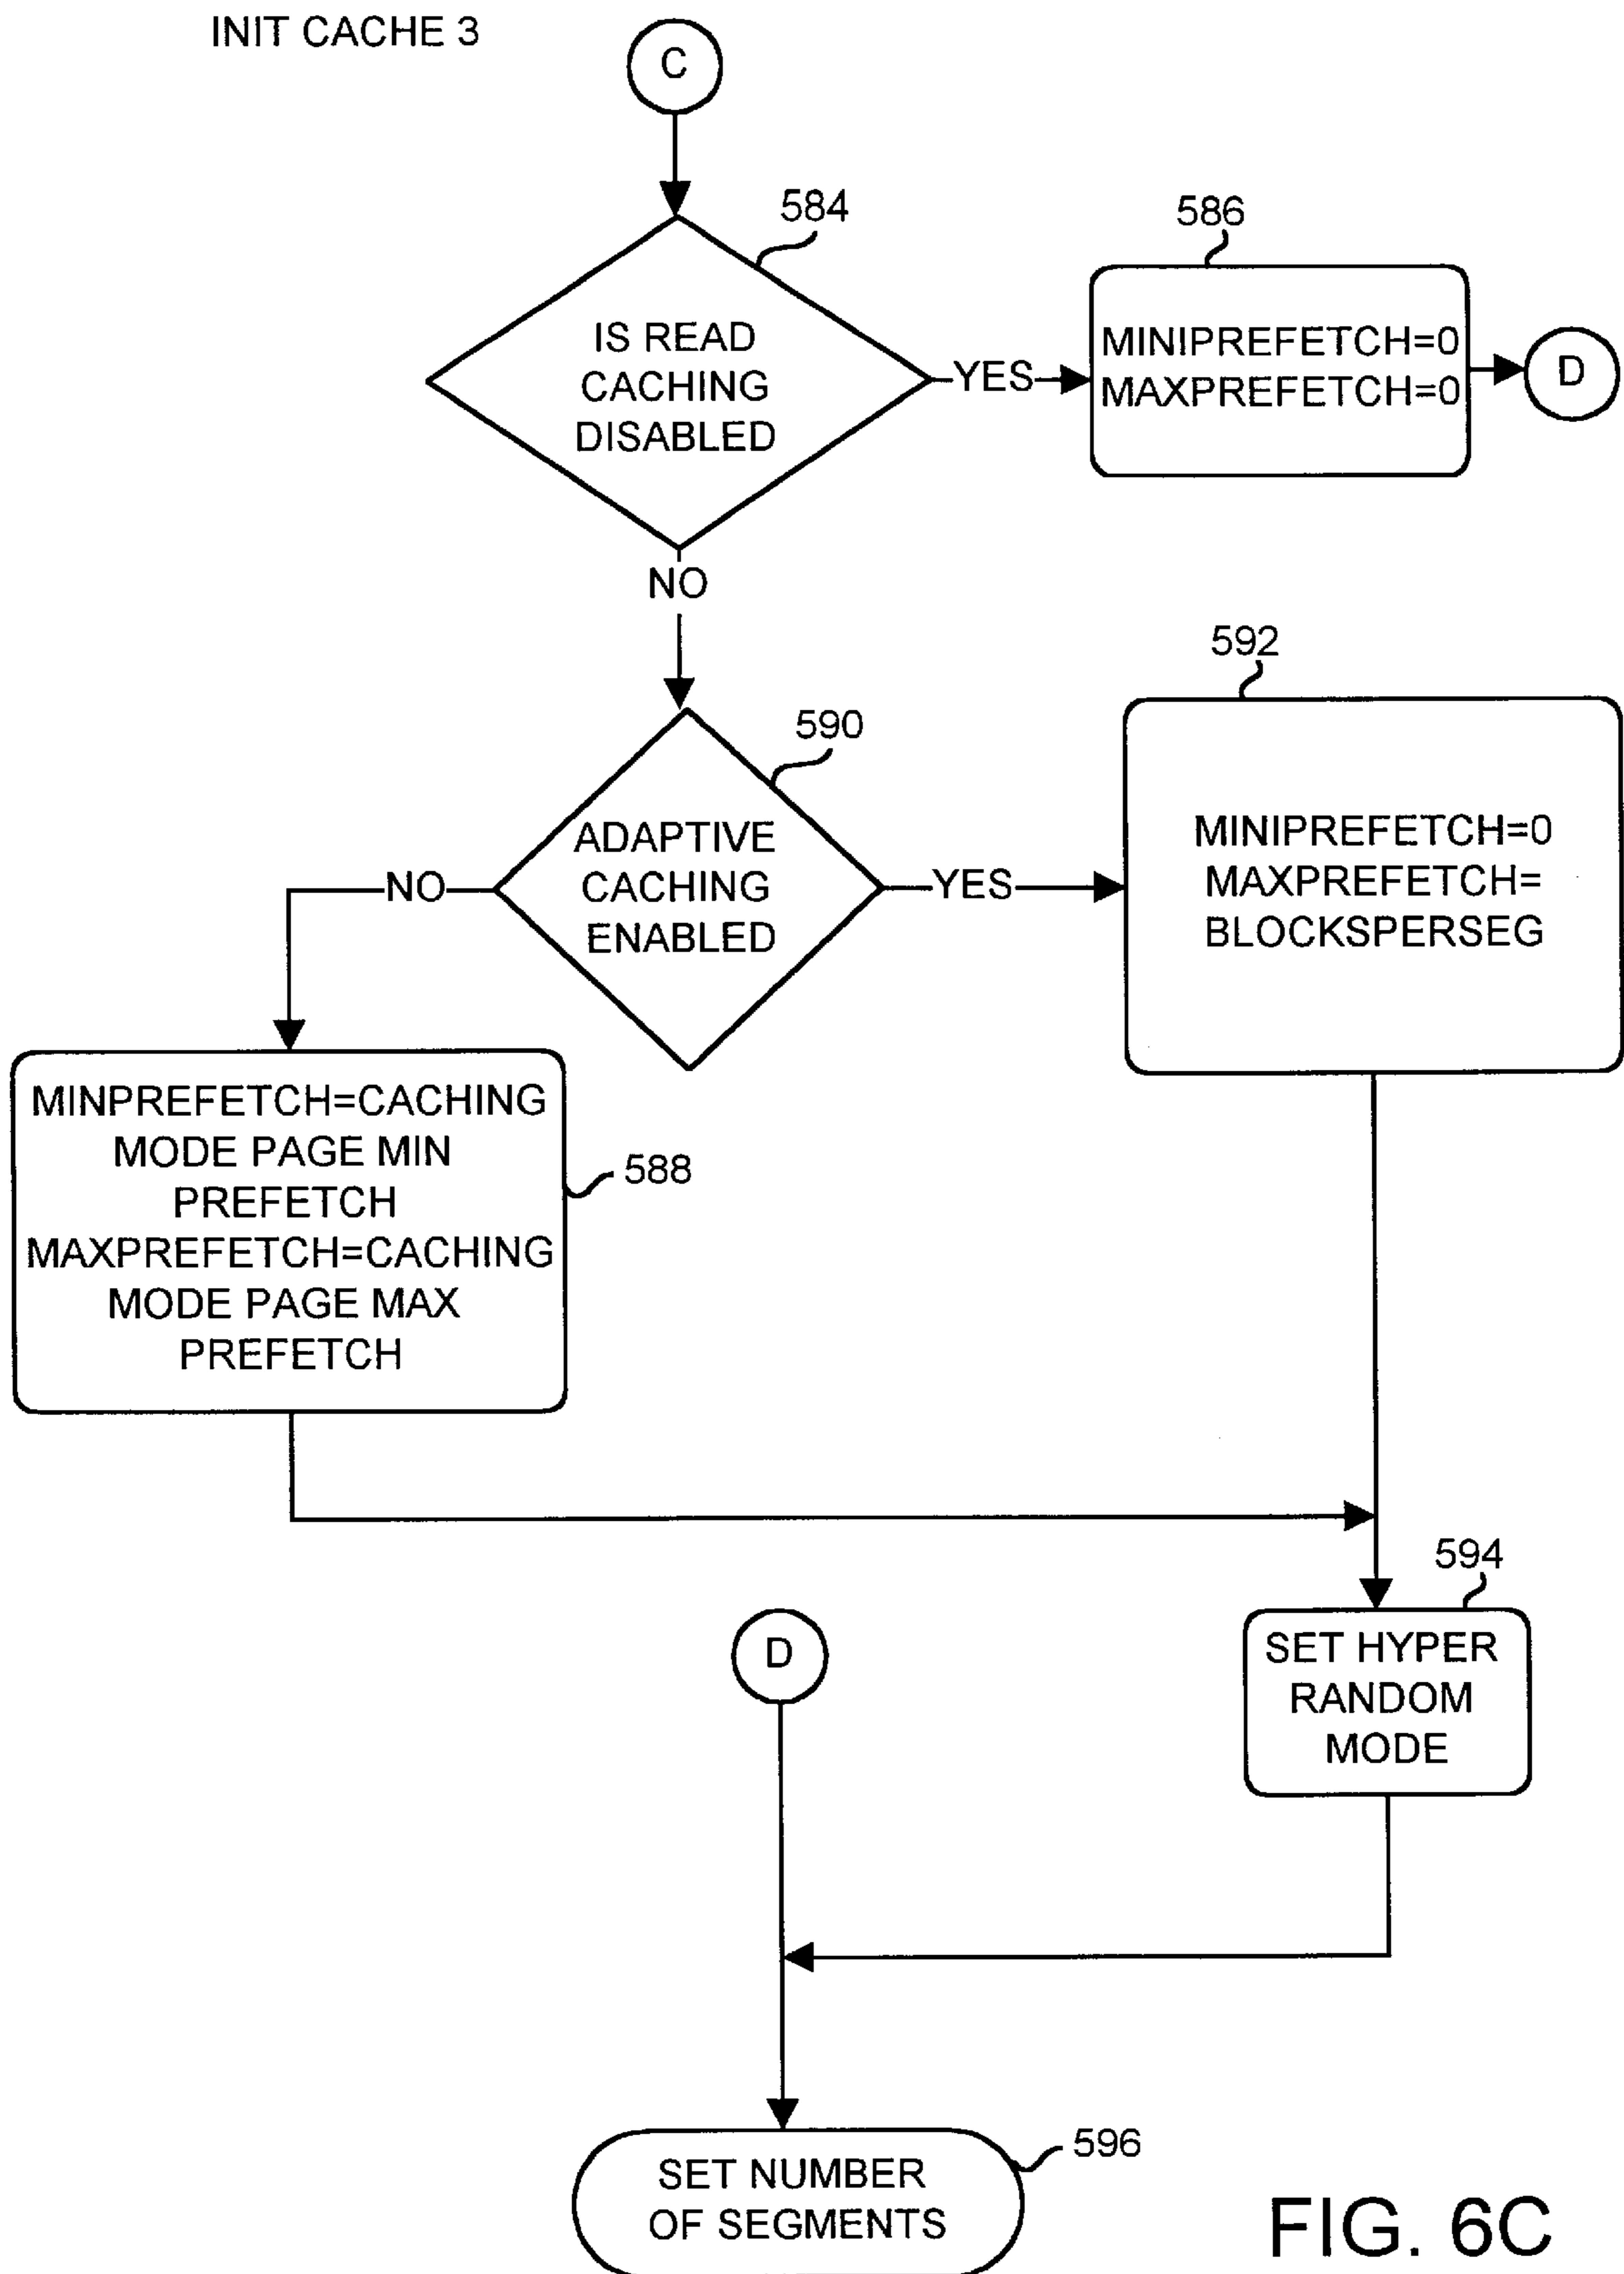 INIT CACHE 3
C
584
586
IS READ
CACHING
DISABLED
YES
MINIPREFETCH=0
MAXPREFETCH=0
D
NO
590
592
ADAPTIVE
CACHING
ENABLED
NO
YES
MINIPREFETCH=0
MAXPREFETCH=
BLOCKSPERSEG
MINPREFETCH=CACHING
MODE PAGE MIN
PREFETCH
MAXPREFETCH=CACHING
MODE PAGE MAX
PREFETCH
588
594
D
SET HYPER
RANDOM
MODE
596
SET NUMBER
OF SEGMENTS
FIG. 6C